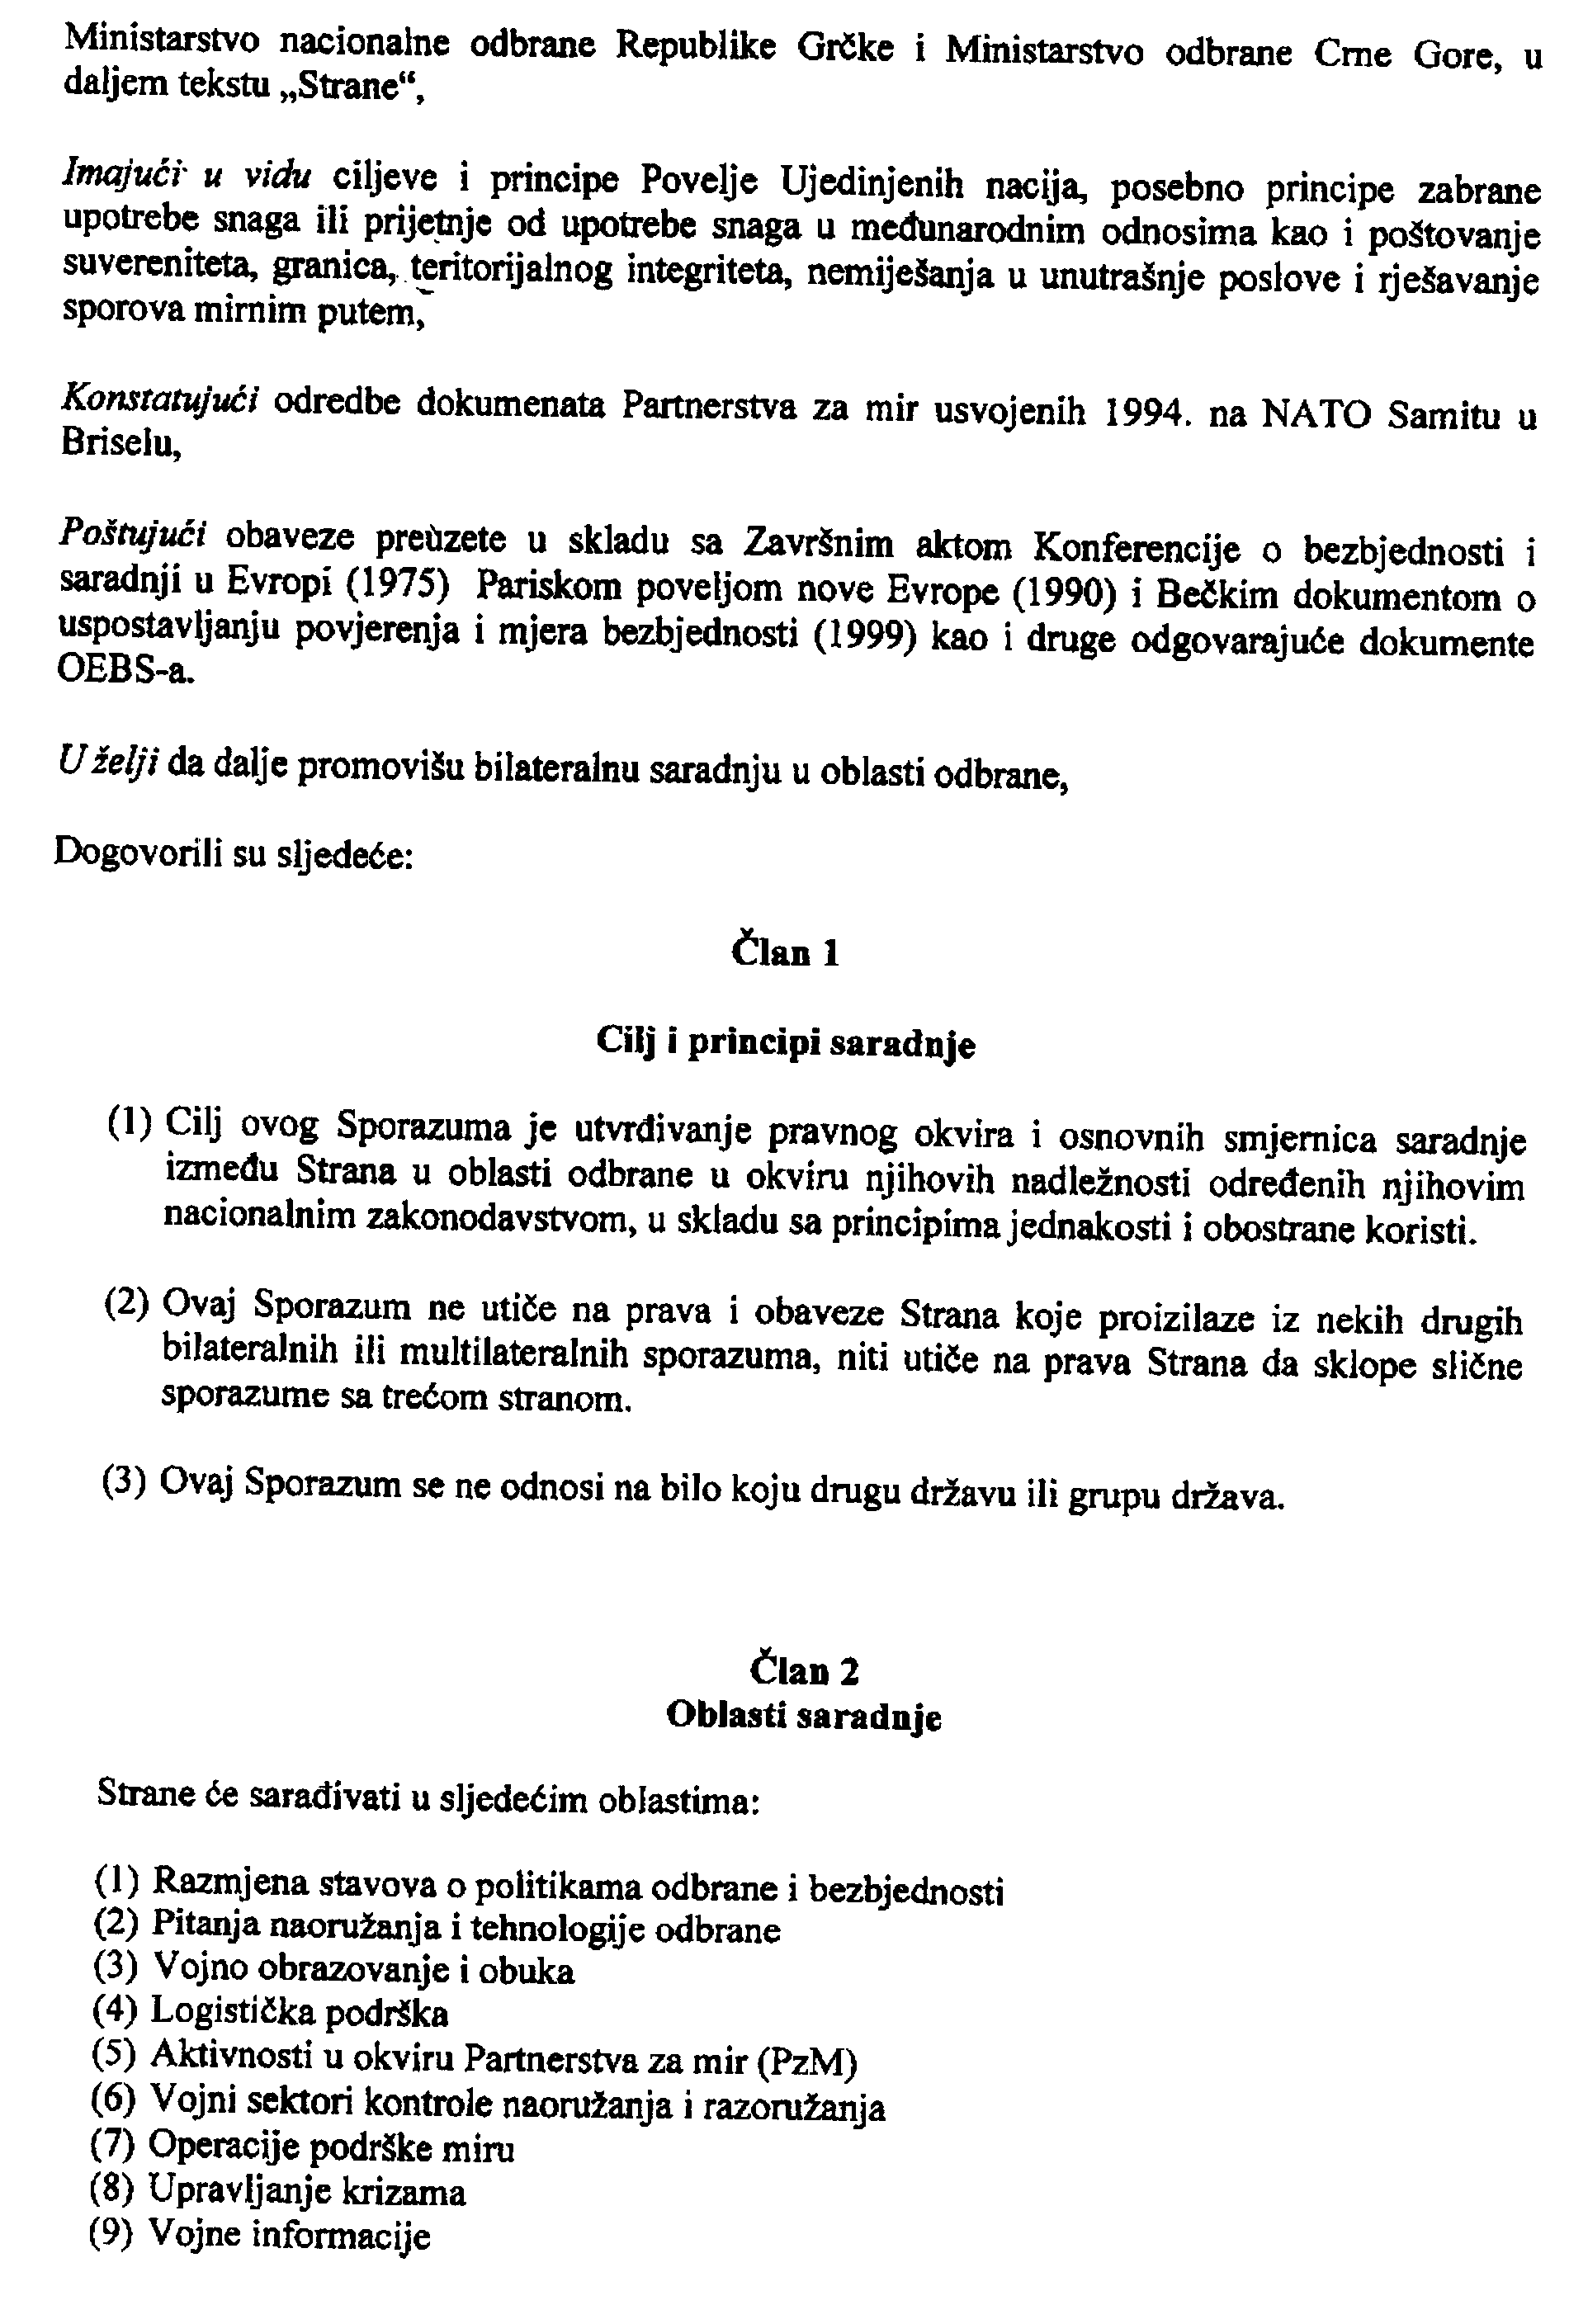 Ministarstvo nacionalne odbrane Republike Grčke i Ministarstvo odbrane Crne Gore, u
daljem tekstu „Strane“,
Imajući u vidu ciljeve i principe Povelje Ujedinjenih nacija, posebno principe zabrane
upotrebe snaga ili prijetnje od upotrebe snaga u međunarodnim odnosima kao i poštovanje
suvereniteta, granica, teritorijalnog integriteta, nemiješanja u unutrašnje poslove i rješavanje
sporova mirnim putem,
Konstatujući odredbe dokumenata Partnerstva za mir usvojenih 1994. na NATO Samitu u
Briselu,
Poštujući obaveze preuzete u skladu sa Završnim aktom Konferencije o bezbjednosti i
saradnji u Evropi (1975) Pariskom poveljom nove Evrope (1990) i Bečkim dokumentom o
uspostavljanju povjerenja i mjera bezbjednosti (1999) kao i druge odgovarajuće dokumente
OEBS-a.
U želji da dalje promovišu bilateralnu saradnju u oblasti odbrane,
Dogovorili su sljedeće:
Član 1
Cilj i principi saradnje
(1) Cilj ovog Sporazuma je utvrđivanje pravnog okvira i osnovnih smjernica saradnje
između Strana u oblasti odbrane u okviru njihovih nadležnosti određenih njihovim
nacionalnim zakonodavstvom, u skladu sa principima jednakosti i obostrane koristi.
(2) Ovaj Sporazum ne utiče na prava i obaveze Strana koje proizilaze iz nekih drugih
bilateralnih ili multilateralnih sporazuma, niti utiče na prava Strana da sklope slične
sporazume sa trećom stranom.
(3) Ovaj Sporazum se ne odnosi na bilo koju drugu državu ili grupu država.
Član 2
Oblasti saradnje
Strane će sarađivati u sljedećim oblastima:
(1) Razmjena stavova o politikama odbrane i bezbjednosti
(2) Pitanja naoružanja i tehnologije odbrane
(3) Vojno obrazovanje i obuka
(4) Logistička podrška
(5) Aktivnosti u okviru Partnerstva za mir (PzM)
(6) Vojni sektori kontrole naoružanja i razoružanja
(7) Operacije podrške miru
(8) Upravljanje krizama
(9) Vojne informacije